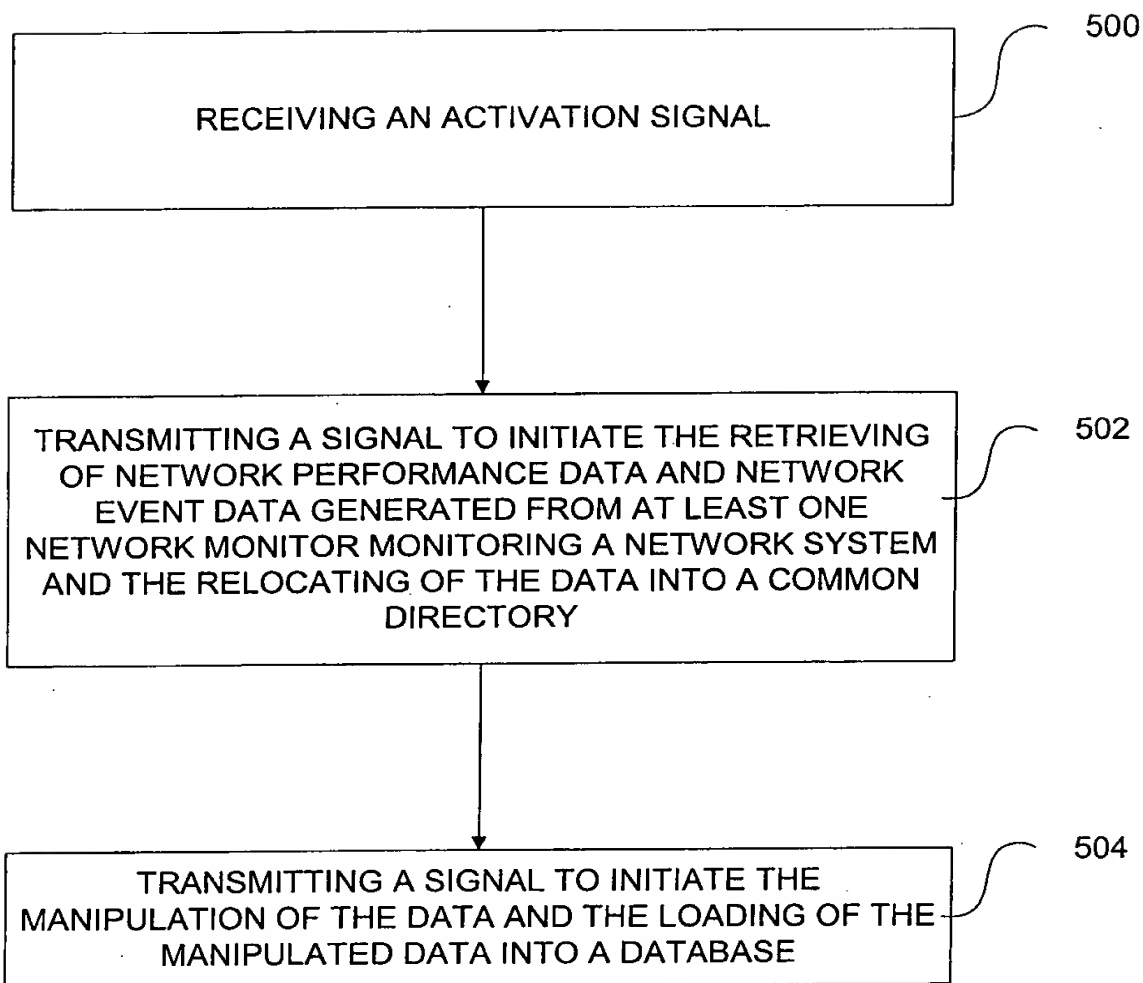 500
RECEIVING AN ACTIVATION SIGNAL
502
TRANSMITTING A SIGNAL TO INITIATE THE RETRIEVING
OF NETWORK PERFORMANCE DATA AND NETWORK
EVENT DATA GENERATED FROM AT LEAST ONE
NETWORK MONITOR MONITORING A NETWORK SYSTEM
AND THE RELOCATING OF THE DATA INTO A COMMON
DIRECTORY
504
TRANSMITTING A SIGNAL TO INITIATE THE
MANIPULATION OF THE DATA AND THE LOADING OF THE
MANIPULATED DATA INTO A DATABASE